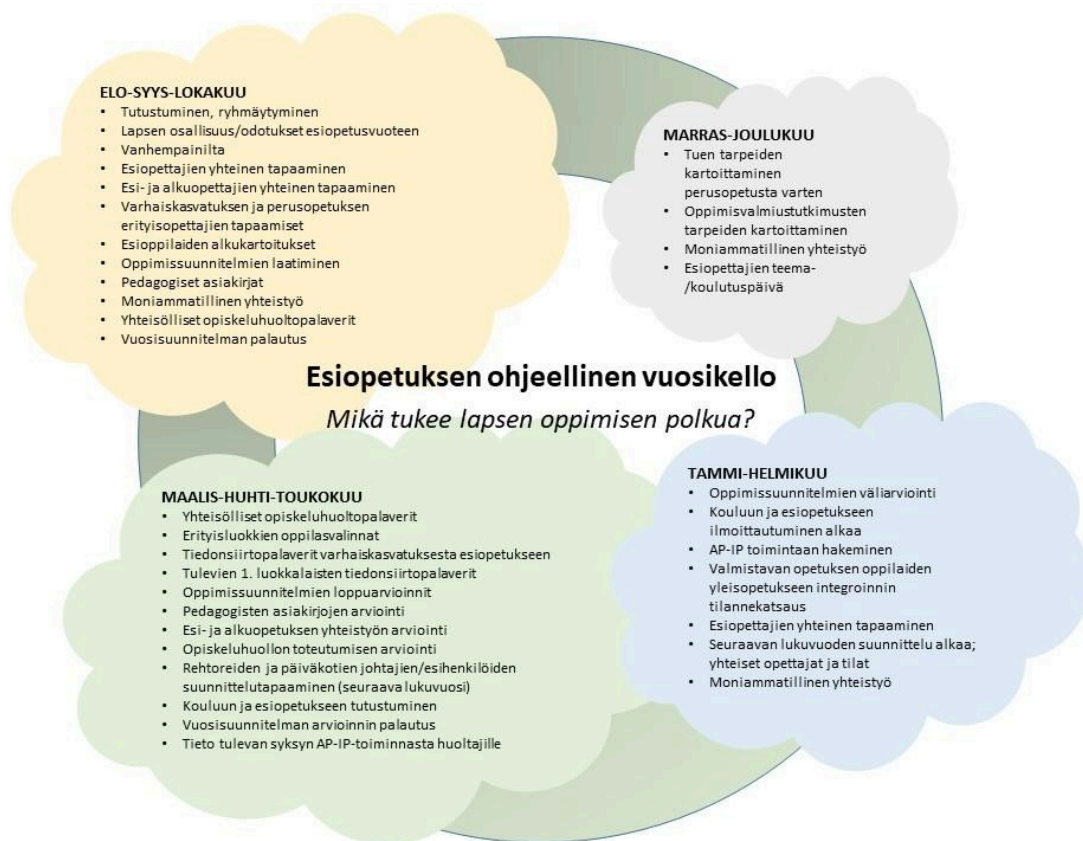 ELO-SYYS-LOKAKUU
• Tutustuminen, ryhmäytyminen
• Lapsen osallisuus/odotukset esiopetusvuoteen
• Vanhempainilta
• Esiopettajien yhteinen tapaaminen
• Esi- ja alkuopettajien yhteinen tapaaminen
• Varhaiskasvatuksen ja perusopetuksen
erityisopettajien tapaamiset
• Esioppilaiden alkukartoitukset
• Oppimissuunnitelmien laatiminen
• Pedagogiset asiakirjat
• Moniammatillinen yhteistyö
• Yhteisölliset opiskeluhuoltopalaverit
• Vuosisuunnitelman palautus
MARRAS-JOULUKUU
• Tuen tarpeiden
kartoittaminen
perusopetusta varten
• Oppimisvalmiustutkimusten
tarpeiden kartoittaminen
• Moniammatillinen yhteistyö
• Esiopettajien teema-
/koulutuspäivä
Esiopetuksen ohjeellinen vuosikello
Mikä tukee lapsen oppimisen polkua?
TAMMI-HELMIKUU
• Oppimissuunnitelmien väliarviointi
• Kouluun ja esiopetukseen
ilmoittautuminen alkaa
• AP-IP toimintaan hakeminen
• Valmistavan opetuksen oppilaiden
yleisopetukseen integroinnin
tilannekatsaus
• Esiopettajien yhteinen tapaaminen
• Seuraavan lukuvuoden suunnittelu alkaa;
yhteiset opettajat ja tilat
• Moniammatillinen yhteistyö
MAALIS-HUHTI-TOUKOKUU
• Yhteisölliset opiskeluhuoltopalaverit
• Erityisluokkien oppilasvalinnat
• Tiedonsiirtopalaverit varhaiskasvatuksesta esiopetukseen
• Tulevien 1. luokkalaisten tiedonsiirtopalaverit
• Oppimissuunnitelmien loppuarvioinnit
• Pedagogisten asiakirjojen arviointi
• Esi- ja alkuopetuksen yhteistyön arviointi
• Opiskeluhuollon toteutumisen arviointi
• Rehtoreiden ja päiväkotien johtajien/esihenkilöiden
suunnittelutapaaminen (seuraava lukuvuosi)
• Kouluun ja esiopetukseen tutustuminen
• Vuosisuunnitelman arvioinnin palautus
• Tieto tulevan syksyn AP-IP-toiminnasta huoltajille